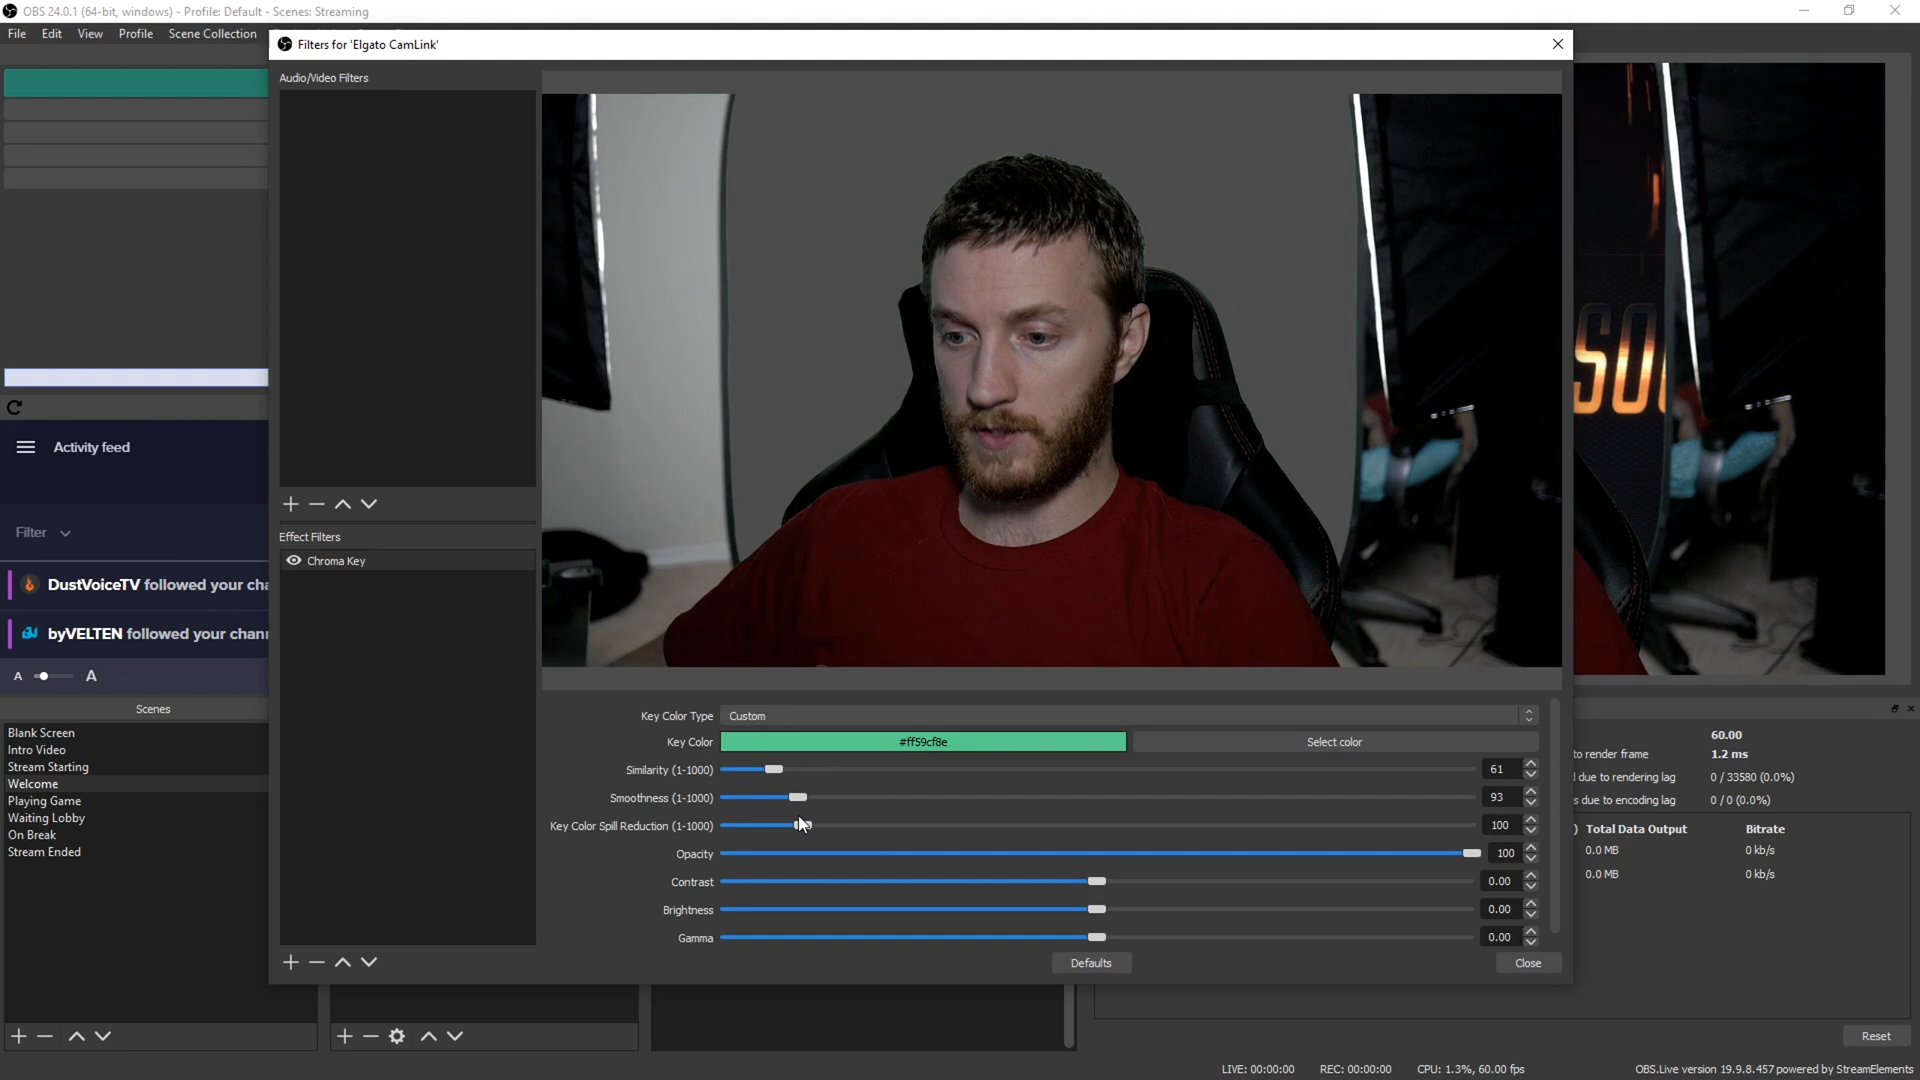 OBS 24.0.1 (64-bit, windows) - Profile: Default - Scenes: Streaming
File Edit View Profile Scene Collection
Filters for 'Elgato CamLink'
Audio/Video Filters
SO
Activity feed
Filter
Effect Filters
Chroma Key
DustVoiceTV followed your cha
byVELTEN followed your chan
A A
Scenes
Blank Screen
Intro Video
Stream Starting
Welcome
Playing Game
Waiting Lobby
On Break
Stream Ended
Key Color Type Custom
Key Color #ff59cf8e Select color
Similarity (1-1000) 61
Smoothness (1-1000) 93
Key Color Spill Reduction (1-1000) 100
Opacity 100
Contrast 0.00
Brightness 0.00
Gamma 0.00
Defaults Close
60.00
to render frame 1.2 ms
due to rendering lag 0 / 33580 (0.0%)
s due to encoding lag 0 / 0 (0.0%)
) Total Data Output Bitrate
0.0 MB 0 kb/s
0.0 MB 0 kb/s
Reset
LIVE: 00:00:00 REC: 00:00:00 CPU: 1.3%, 60.00 fps OBS.Live version 19.9.8.457 powered by StreamElements